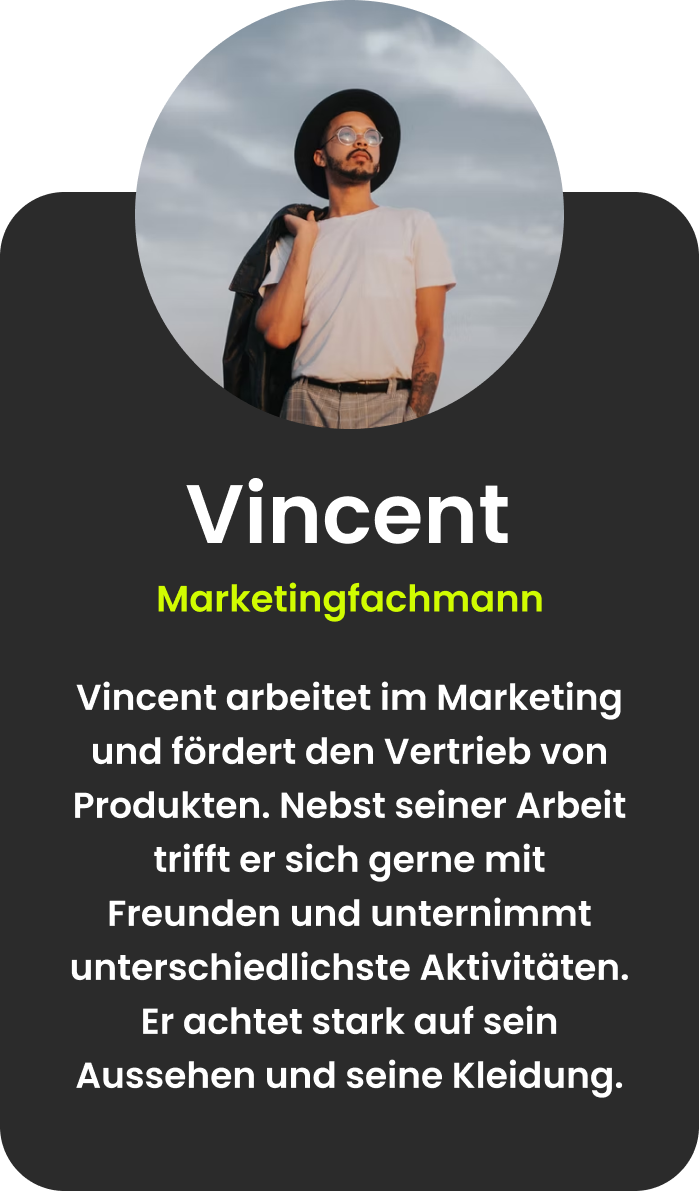 Vincent
Marketingfachmann
Vincent arbeitet im Marketing
und fördert den Vertrieb von
Produkten. Nebst seiner Arbeit
trifft er sich gerne mit
Freunden und unternimmt
unterschiedlichste Aktivitäten.
Er achtet stark auf sein
Aussehen und seine Kleidung.